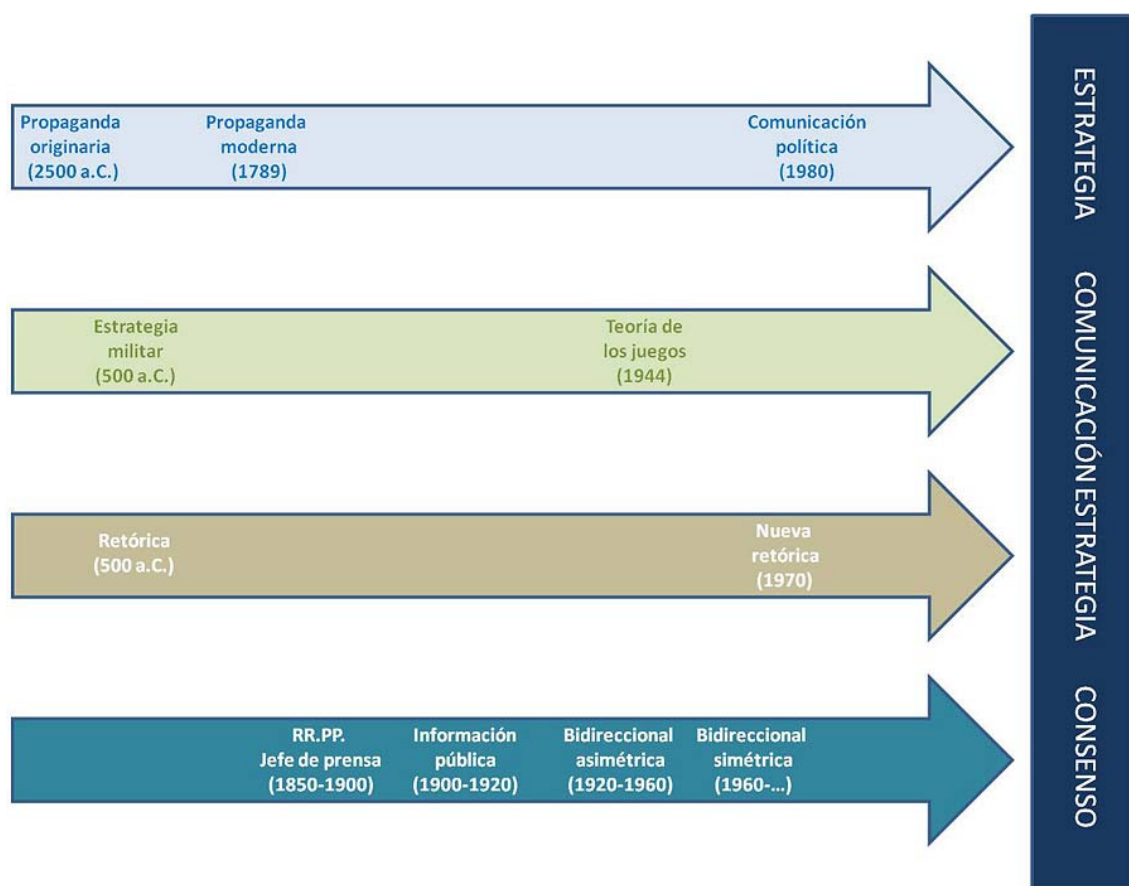 Propaganda
originaria
(2500 a.C.)
Propaganda
moderna
(1789)
Comunicación
política
(1980)
Estrategia
militar
(500 a.C.)
Teoría de
los juegos
(1944)
Retórica
(500 a.C.)
Nueva
retórica
(1970)
RR.PP.
Jefe de prensa
(1850-1900)
Información
pública
(1900-1920)
Bidireccional
asimétrica
(1920-1960)
Bidireccional
simétrica
(1960-...)
ESTRATEGIA COMUNICACIÓN ESTRATEGIA CONSENSO